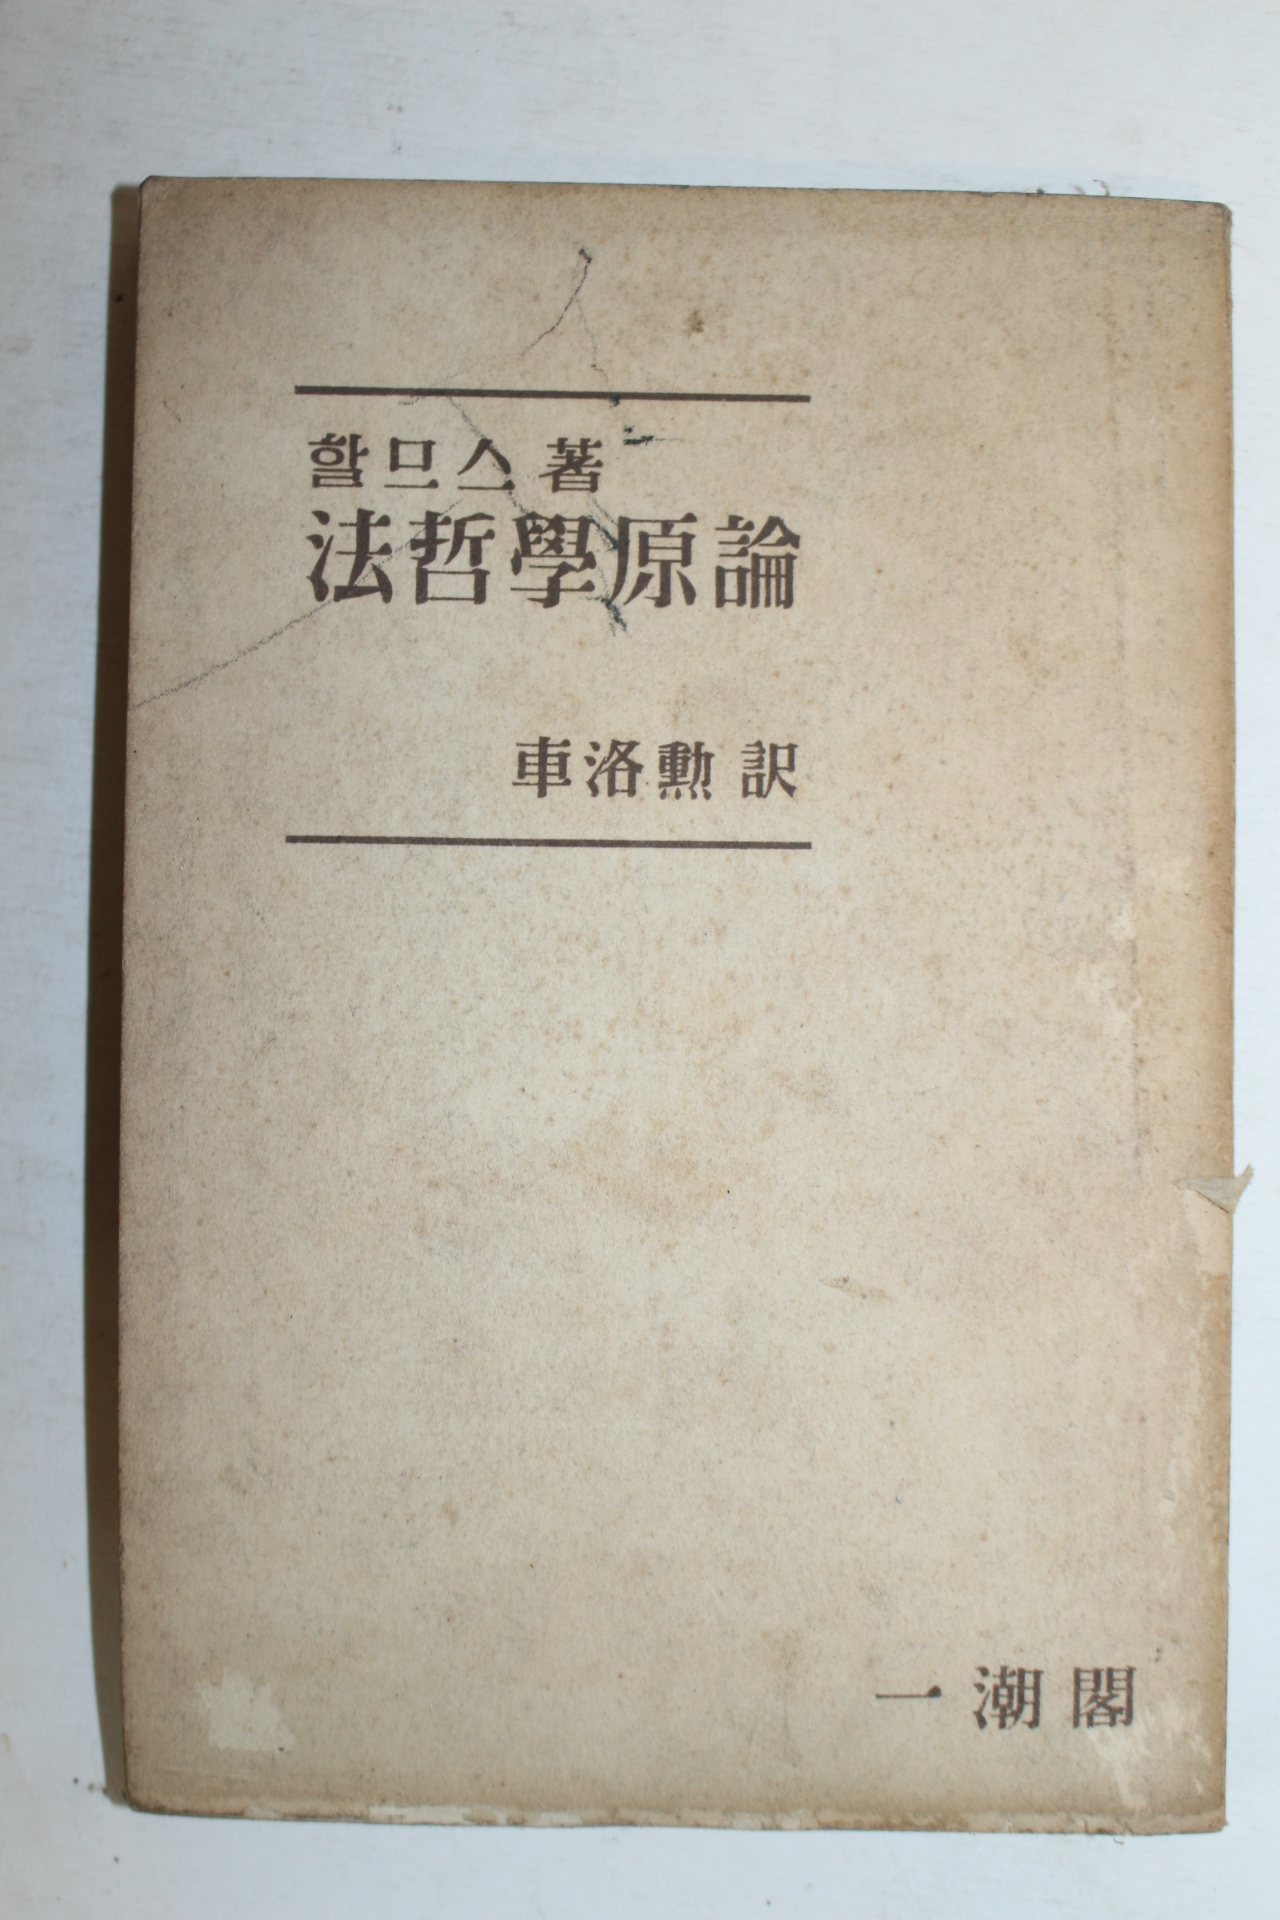 할므스 著
法哲學原論
車洛勳 訳
一潮閣